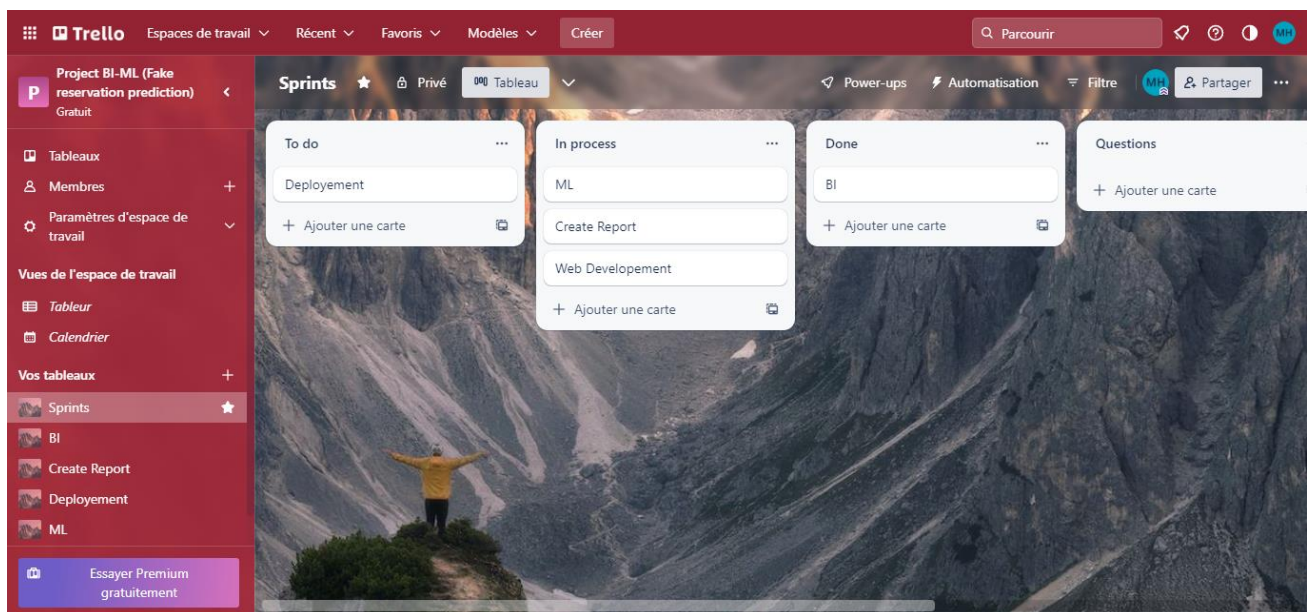 Trello Espaces de travail Récent Favoris Modèles Créer Parcourir MH
P
Project BI-ML (Fake
reservation prediction)
Gratuit
Tableaux
Membres
Paramètres d'espace de
travail
Vues de l'espace de travail
Tableur
Calendrier
Vos tableaux
Sprints
BI
Create Report
Deployement
ML
Essayer Premium
gratuitement
Sprints Privé Tableau Power-ups Automatisation Filtre MH Partager
To do
Deployement
Ajouter une carte
In process
ML
Create Report
Web Developement
Ajouter une carte
Done
BI
Ajouter une carte
Questions
Ajouter une carte